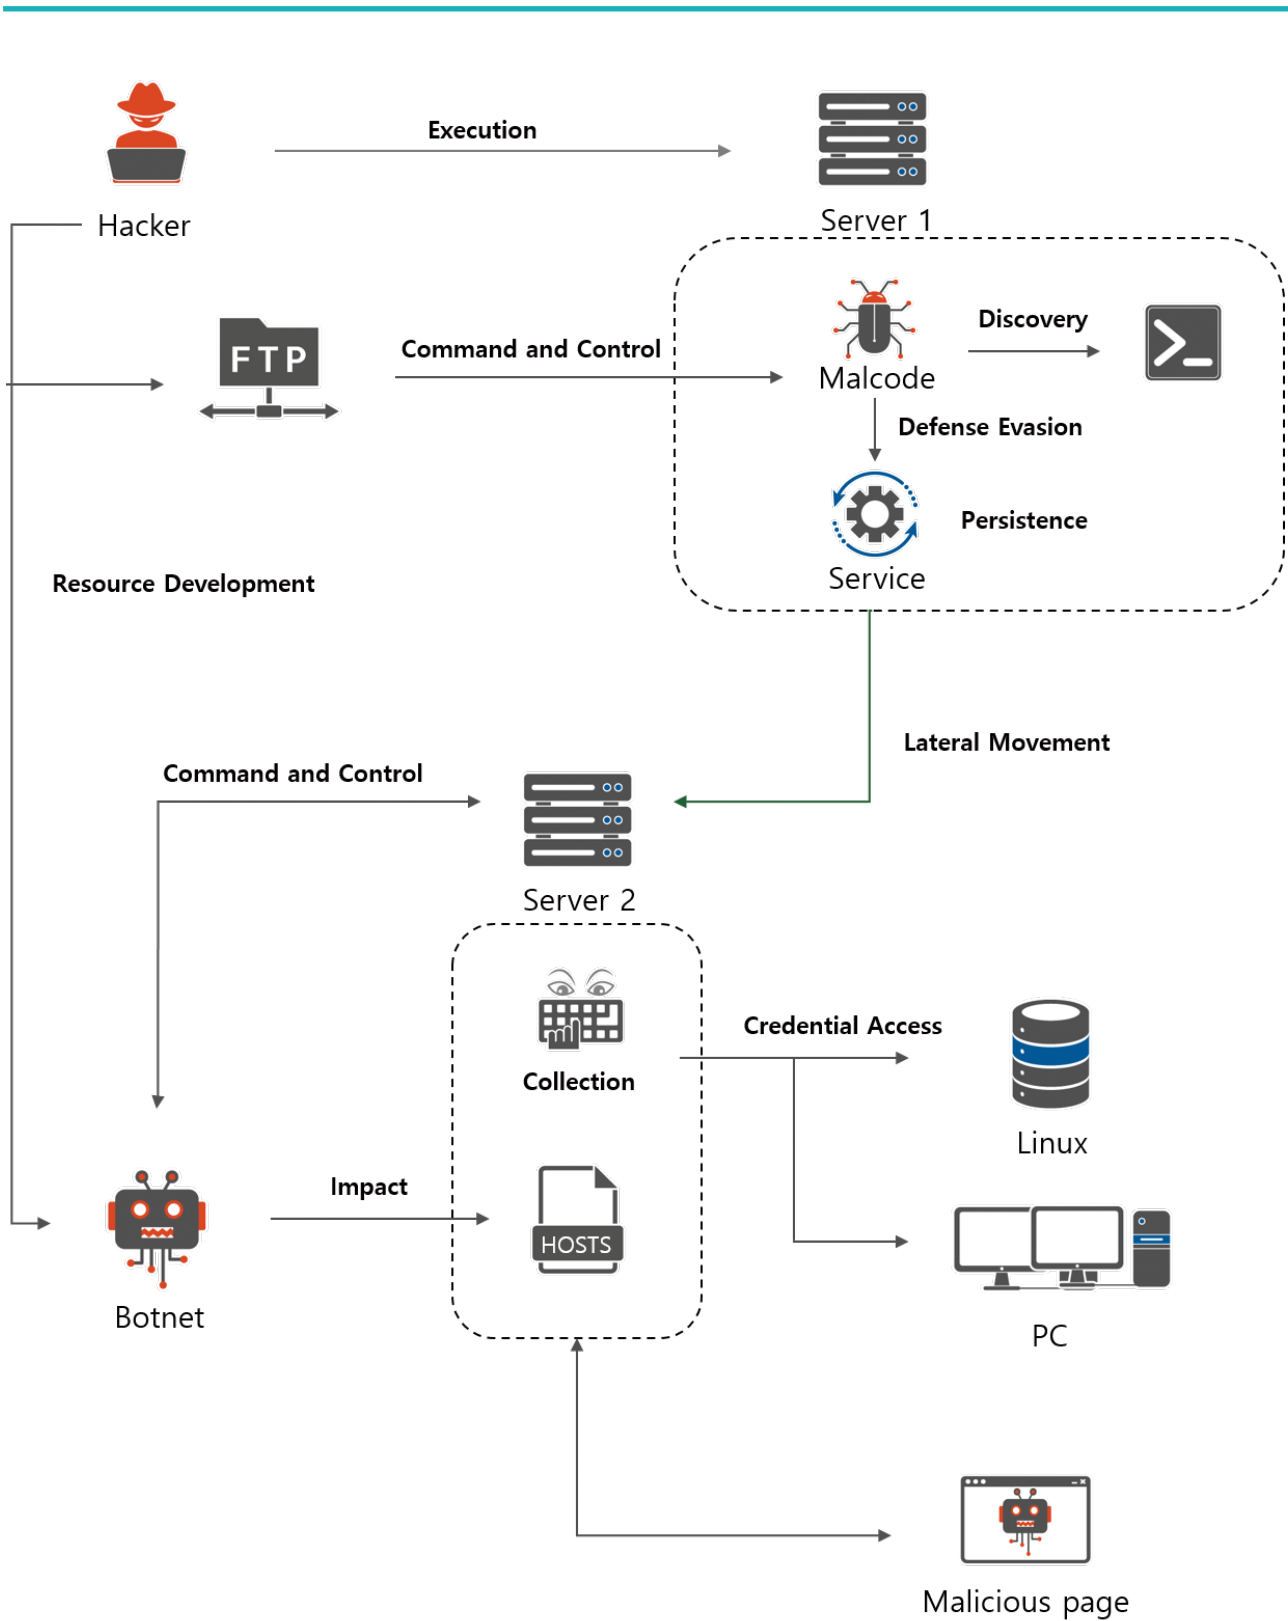 Execution
Hacker
Server 1
FTP
Command and Control
Discovery
Malcode
Defense Evasion
Persistence
Service
Resource Development
Lateral Movement
Command and Control
Server 2
Collection
Credential Access
Linux
Impact
HOSTS
Botnet
PC
Malicious page